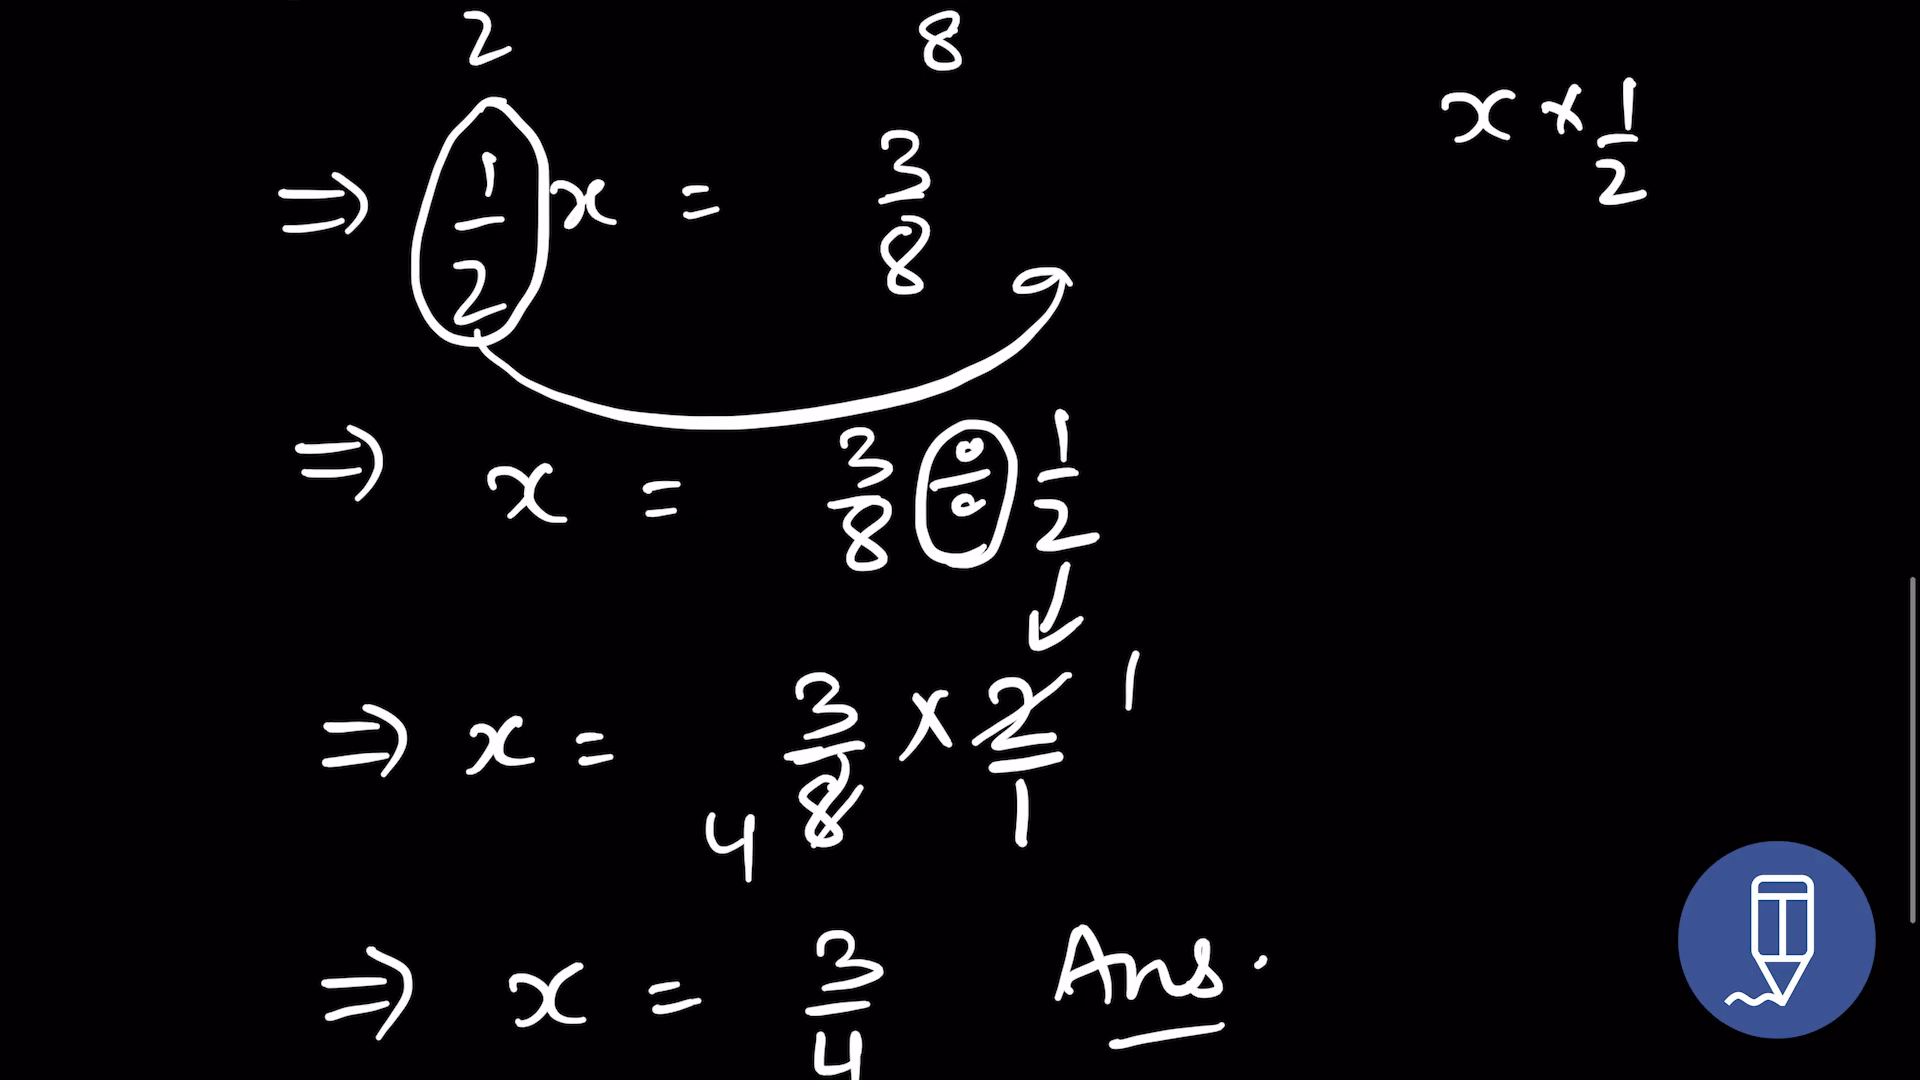 2 8
⇒ 1/2 x = 3/8
x × 1/2
⇒ x = 3/8 ÷ 1/2
⇒ x = 3/8 × 2/1 1
4
⇒ x = 3/4 Ans.